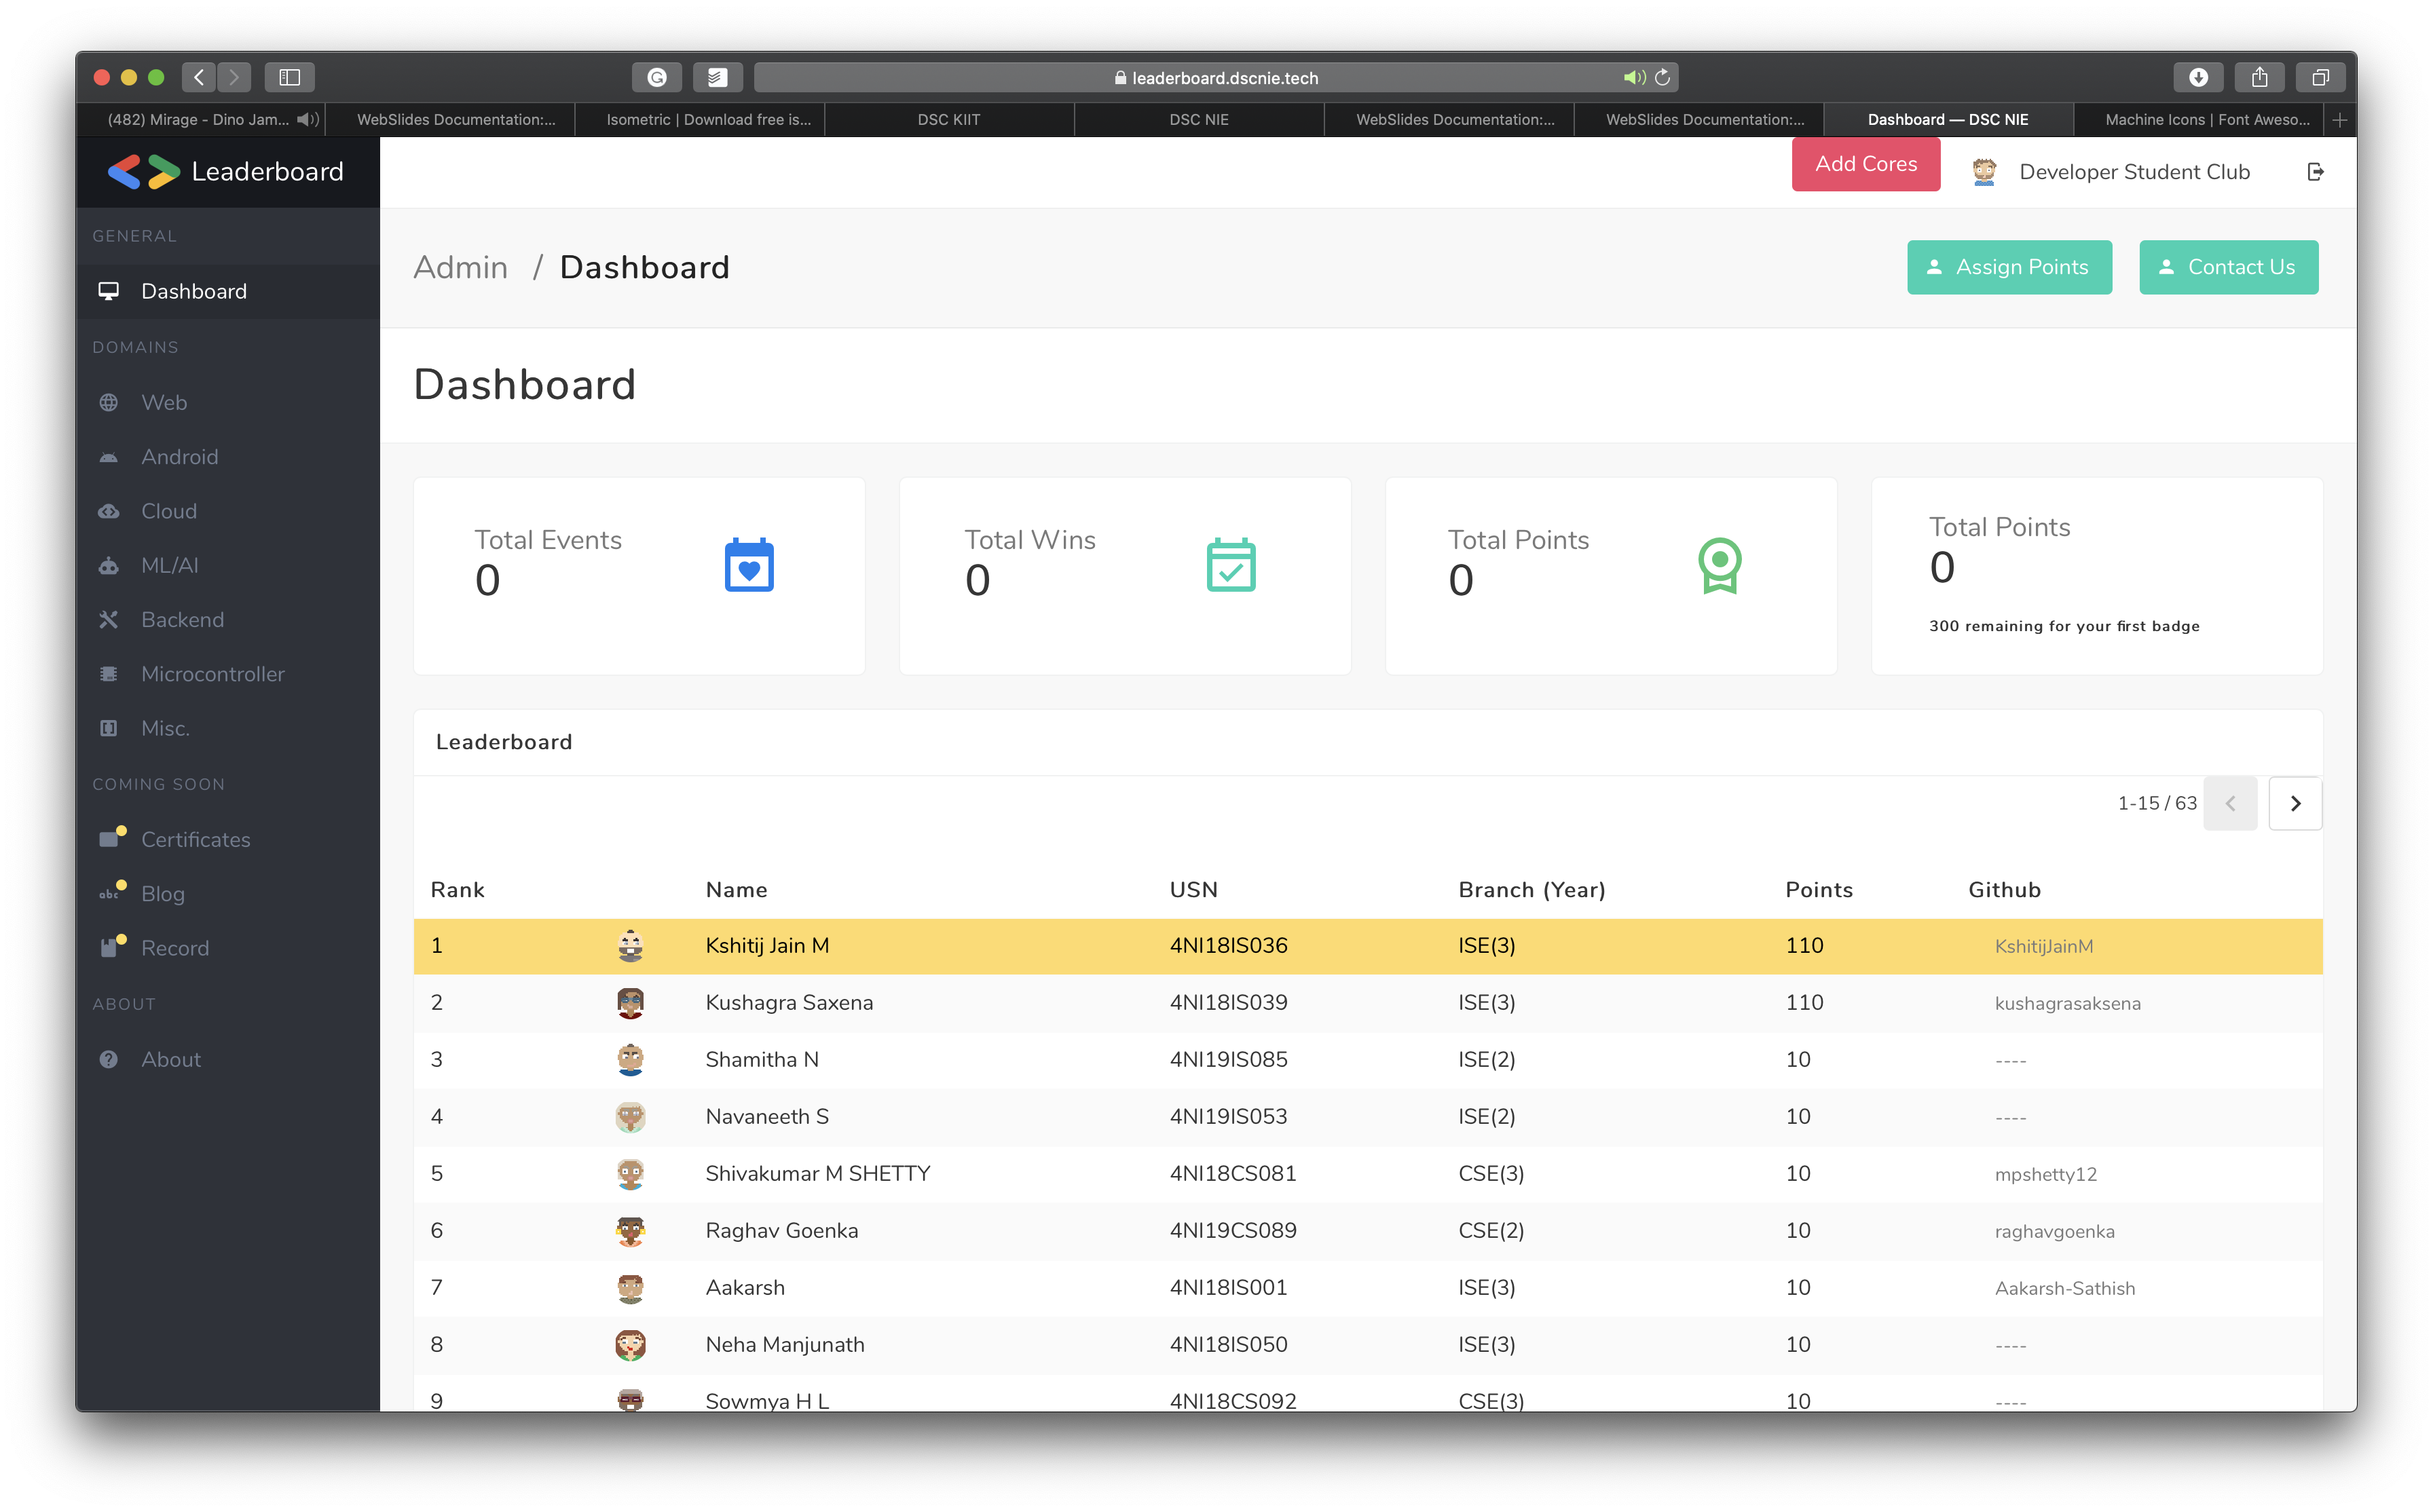 leaderboard.dscnie.tech
(482) Mirage - Dino Jam...
WebSlides Documentation:...
Isometric | Download free is...
DSC KIIT
DSC NIE
WebSlides Documentation:...
WebSlides Documentation:...
Dashboard — DSC NIE
Machine Icons | Font Aweso...
Leaderboard
Add Cores
Developer Student Club
GENERAL
Dashboard
DOMAINS
Web
Android
Cloud
ML/AI
Backend
Microcontroller
Misc.
COMING SOON
Certificates
abc
Blog
Record
ABOUT
About
Admin / Dashboard
Assign Points
Contact Us
Dashboard
Total Events
0
Total Wins
0
Total Points
0
Total Points
0
300 remaining for your first badge
Leaderboard
1-15 / 63
Rank Name USN Branch (Year) Points Github
1 Kshitij Jain M 4NI18IS036 ISE(3) 110 KshitijJainM
2 Kushagra Saxena 4NI18IS039 ISE(3) 110 kushagrasaksena
3 Shamitha N 4NI19IS085 ISE(2) 10 ----
4 Navaneeth S 4NI19IS053 ISE(2) 10 ----
5 Shivakumar M SHETTY 4NI18CS081 CSE(3) 10 mpshetty12
6 Raghav Goenka 4NI19CS089 CSE(2) 10 raghavgoenka
7 Aakarsh 4NI18IS001 ISE(3) 10 Aakarsh-Sathish
8 Neha Manjunath 4NI18IS050 ISE(3) 10 ----
9 Sowmya H L 4NI18CS092 CSE(3) 10 ----